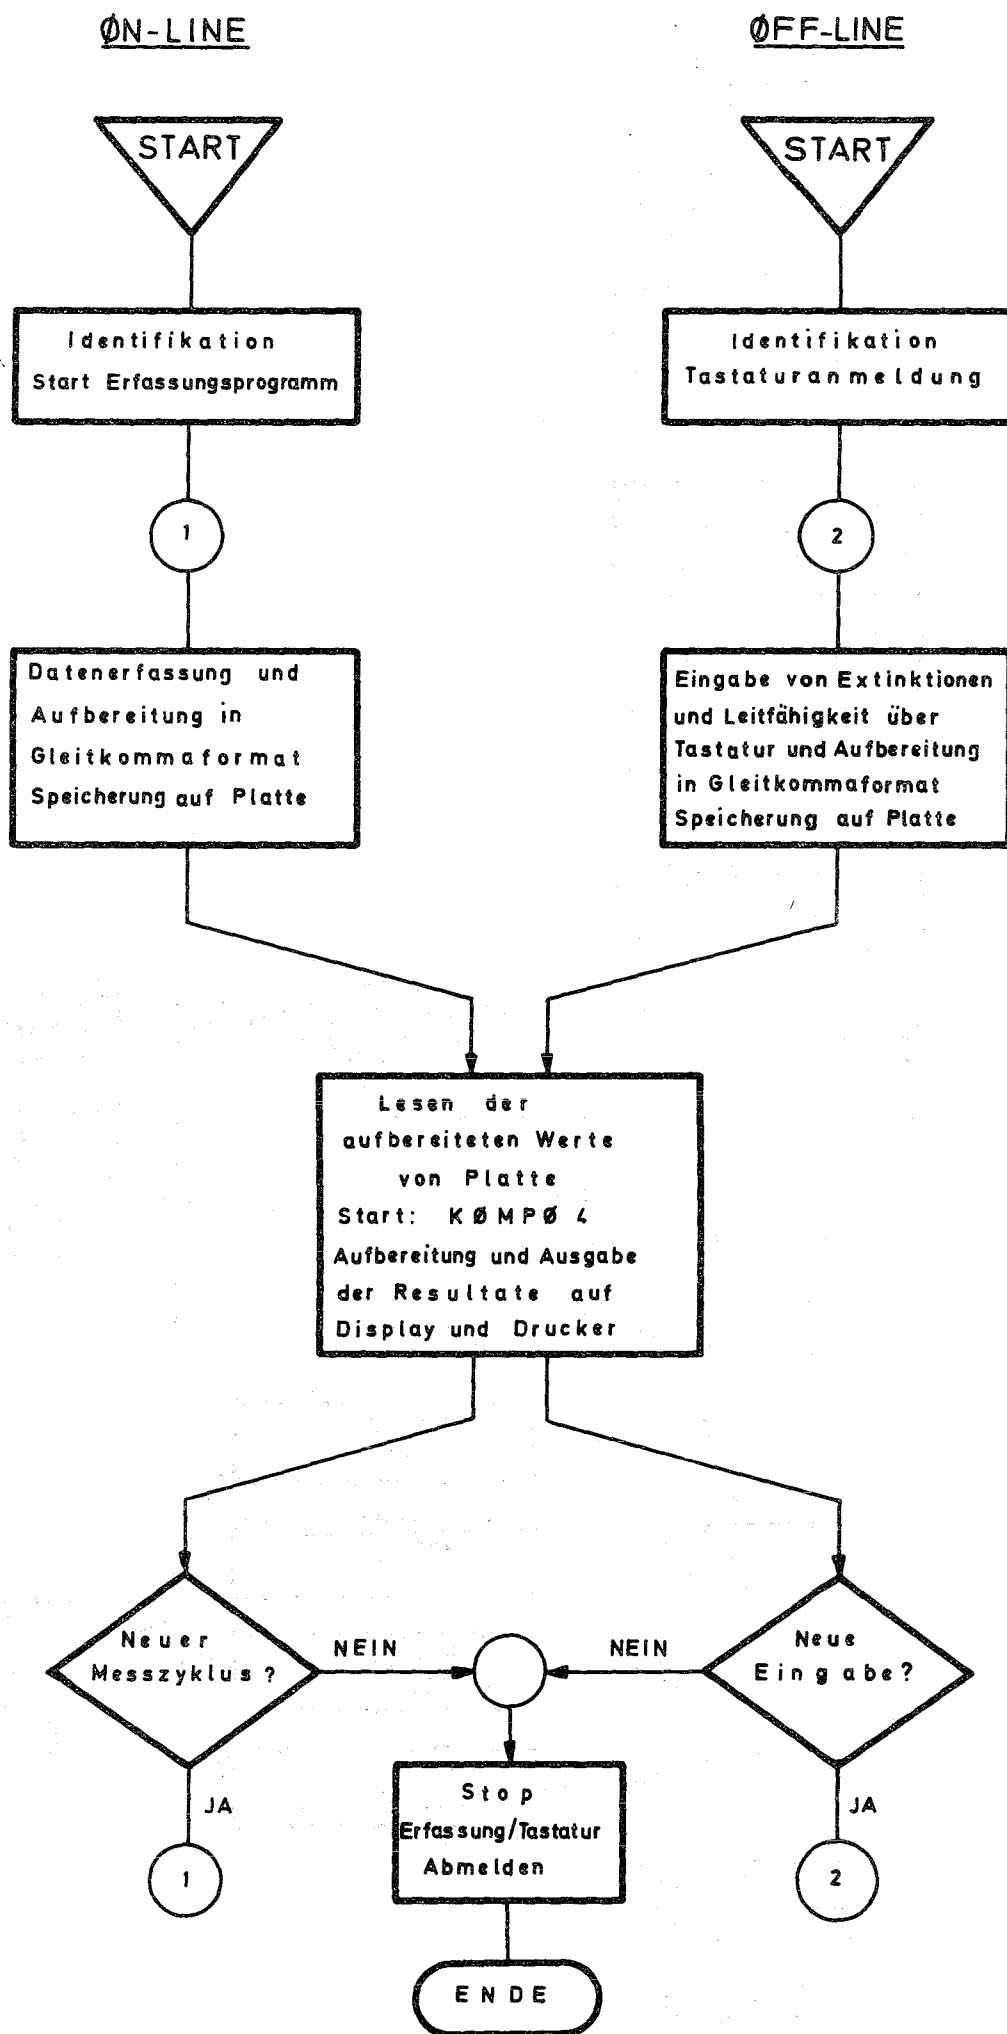 ØN-LINE
ØFF-LINE
START
START
Identifikation
Start Erfassungsprogramm
Identifikation
Tastaturanmeldung
1
2
Datenerfassung und
Aufbereitung in
Gleitkommaformat
Speicherung auf Platte
Eingabe von Extinktionen
und Leitfähigkeit über
Tastatur und Aufbereitung
in Gleitkommaformat
Speicherung auf Platte
Lesen der
aufbereiteten Werte
von Platte
Start: KØMPØ 4
Aufbereitung und Ausgabe
der Resultate auf
Display und Drucker
Neuer
Messzyklus?
NEIN
NEIN
Neue
Eingabe?
JA
JA
1
2
Stop
Erfassung/Tastatur
Abmelden
ENDE